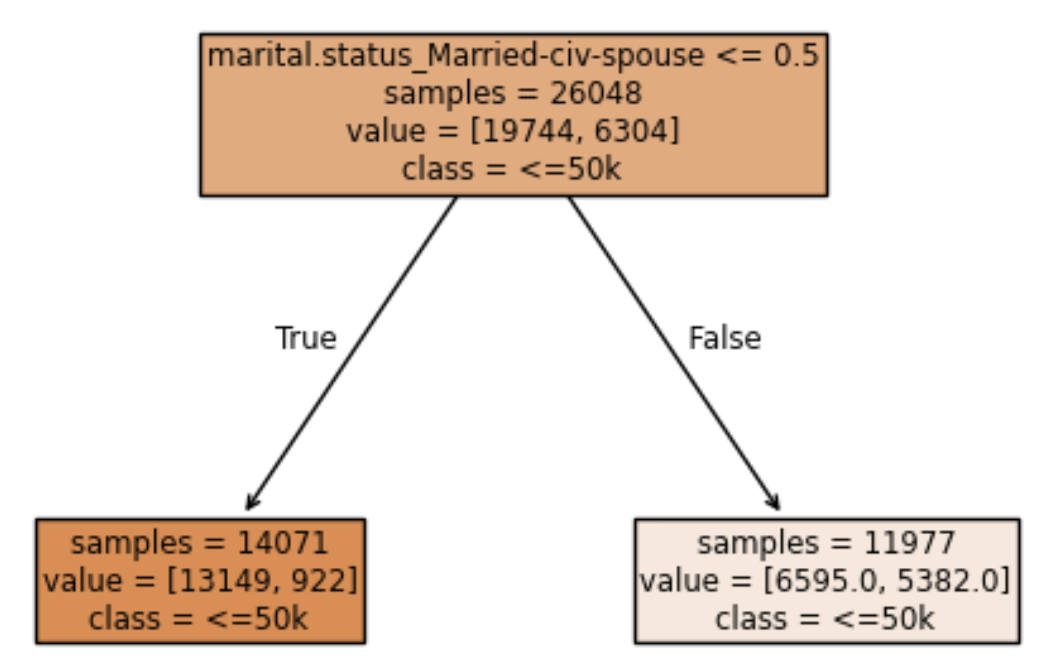 marital.status_Married-civ-spouse <= 0.5
samples = 26048
value = [19744, 6304]
class = <=50k
True
False
samples = 14071
value = [13149, 922]
class = <=50k
samples = 11977
value = [6595.0, 5382.0]
class = <=50k